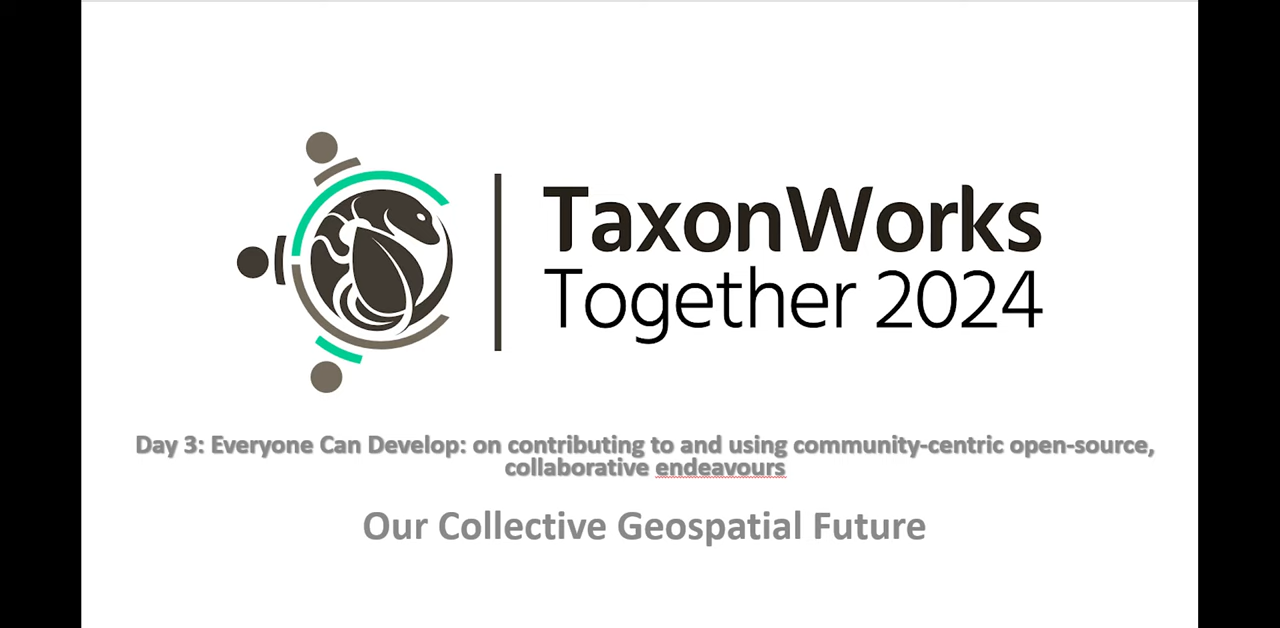 TaxonWorks
Together 2024
Day 3: Everyone Can Develop: on contributing to and using community-centric open-source,
collaborative endeavours
Our Collective Geospatial Future